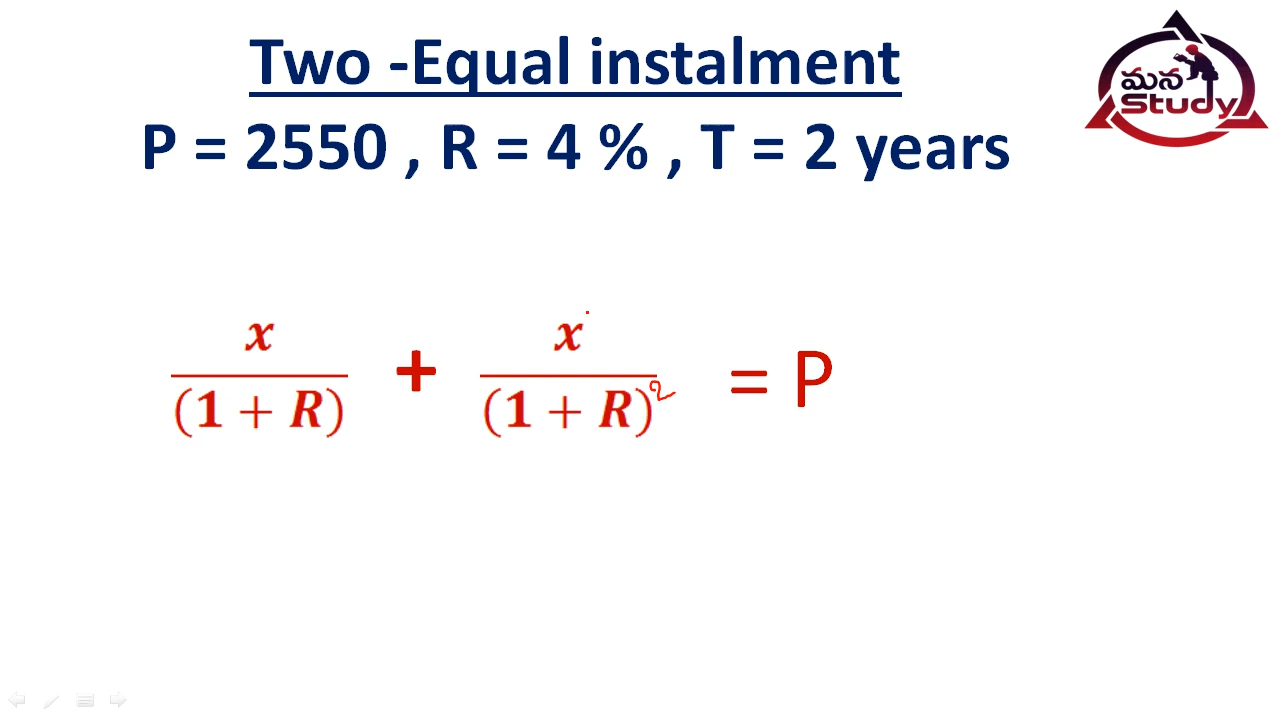 Two -Equal instalment
మన
Study
P = 2550 , R = 4 % , T = 2 years
x / (1 + R) + x / (1 + R)² = P